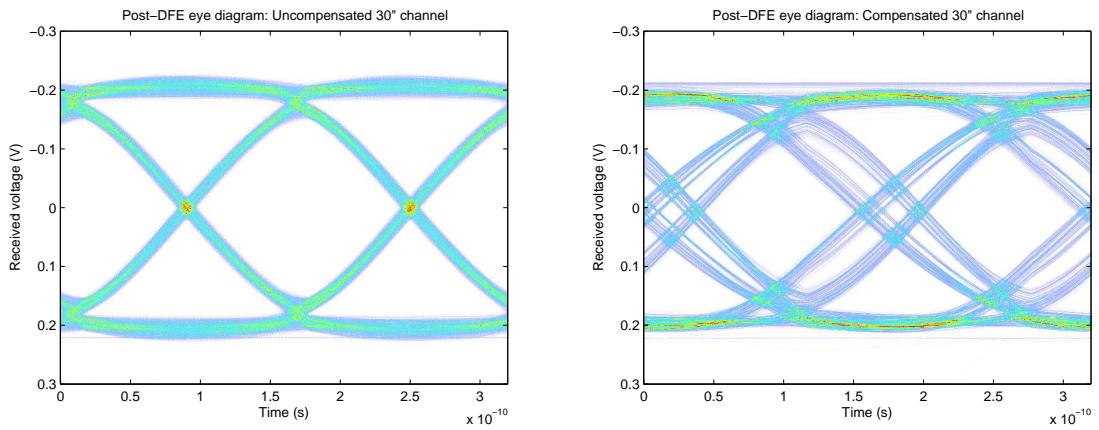 Post–DFE eye diagram: Uncompensated 30" channel
−0.3
−0.2
−0.1
0
0.1
0.2
0.3
Received voltage (V)
0 0.5 1 1.5 2 2.5 3
Time (s)
x 10−10
Post–DFE eye diagram: Compensated 30" channel
−0.3
−0.2
−0.1
0
0.1
0.2
0.3
Received voltage (V)
0 0.5 1 1.5 2 2.5 3
Time (s)
x 10−10